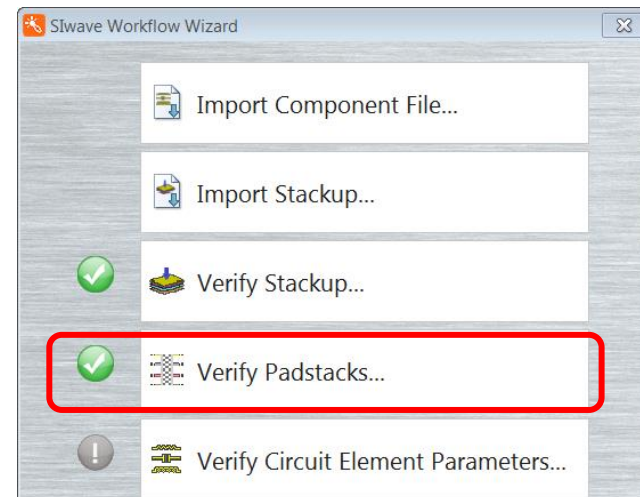 SIwave Workflow Wizard
Import Component File...
Import Stackup...
Verify Stackup...
Verify Padstacks...
Verify Circuit Element Parameters...